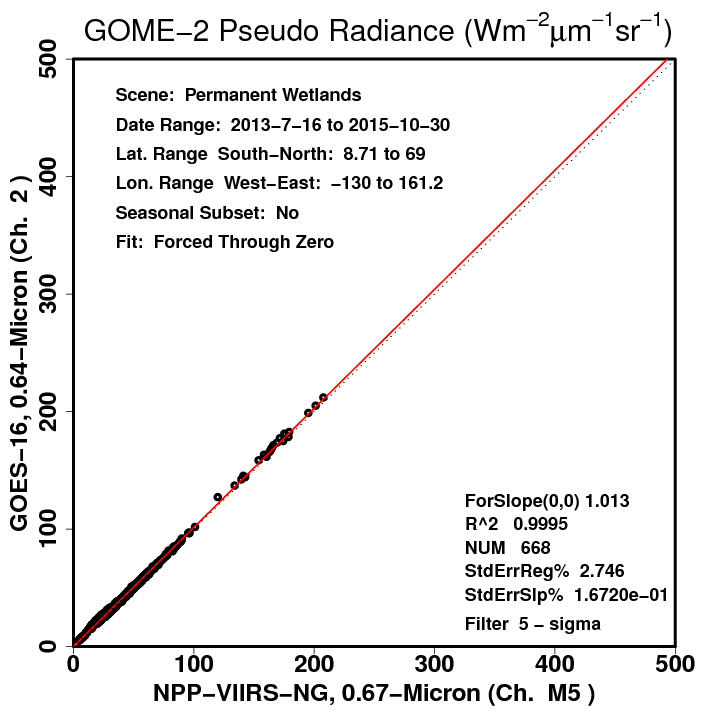 GOME−2 Pseudo Radiance (Wm−2μm−1sr−1)
500
400
300
200
100
0
GOES−16, 0.64−Micron (Ch.  2 )
Scene:  Permanent Wetlands
Date Range:  2013−7−16 to 2015−10−30
Lat. Range  South−North:  8.71 to 69
Lon. Range  West−East:  −130 to 161.2
Seasonal Subset:  No
Fit:  Forced Through Zero
ForSlope(0,0) 1.013
R^2   0.9995
NUM   668
StdErrReg%  2.746
StdErrSlp%  1.6720e−01
Filter  5 − sigma
0 100 200 300 400 500
NPP−VIIRS−NG, 0.67−Micron (Ch.  M5 )